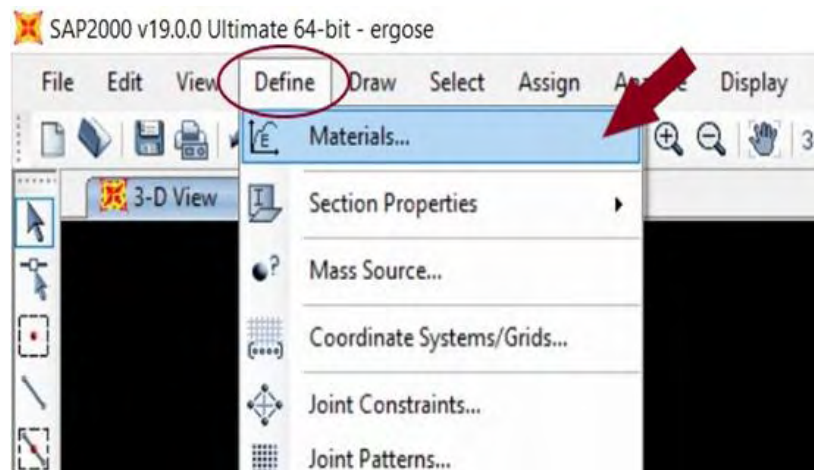 SAP2000 v19.0.0 Ultimate 64-bit - ergose
File Edit View Define Draw Select Assign Display
Materials...
3-D View
Section Properties
Mass Source...
Coordinate Systems/Grids...
Joint Constraints...
Joint Patterns...